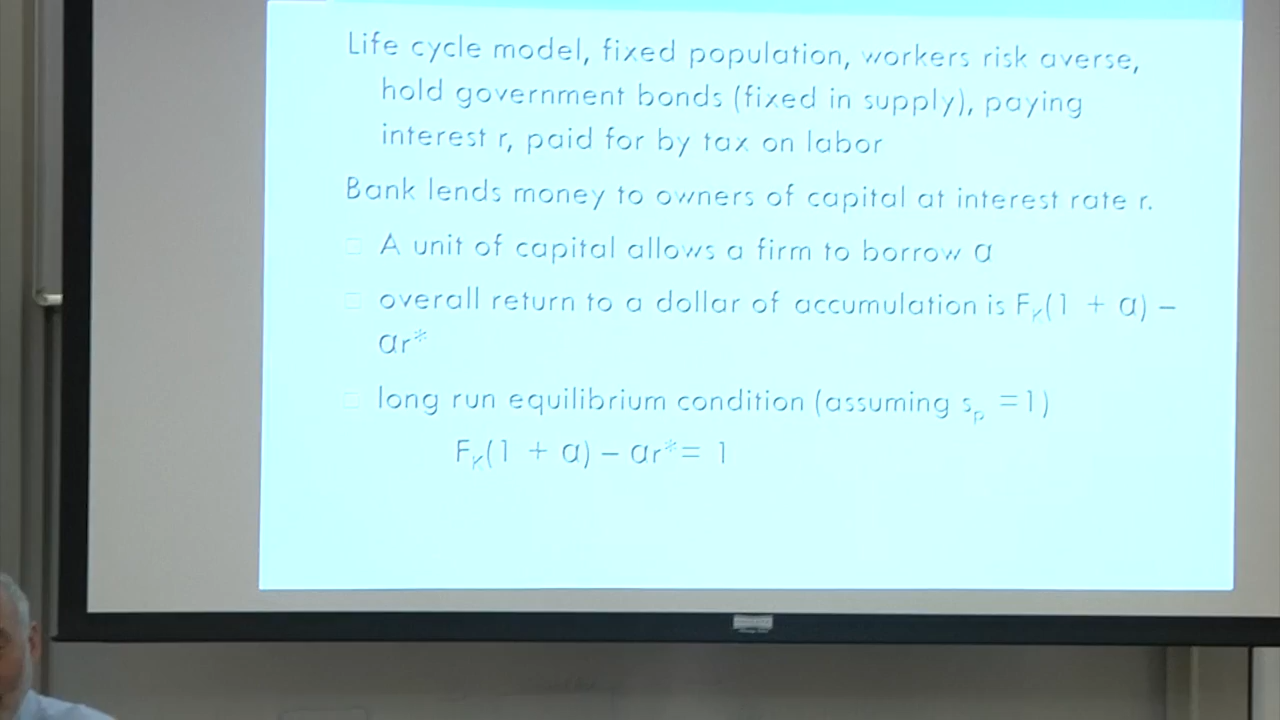 Life cycle model, fixed population, workers risk averse,
hold government bonds (fixed in supply), paying
interest r, paid for by tax on labor
Bank lends money to owners of capital at interest rate r.
A unit of capital allows a firm to borrow α
overall return to a dollar of accumulation is Fₖ(1 + α) –
αr*
long run equilibrium condition (assuming sₚ =1)
Fₖ(1 + α) – αr*= 1